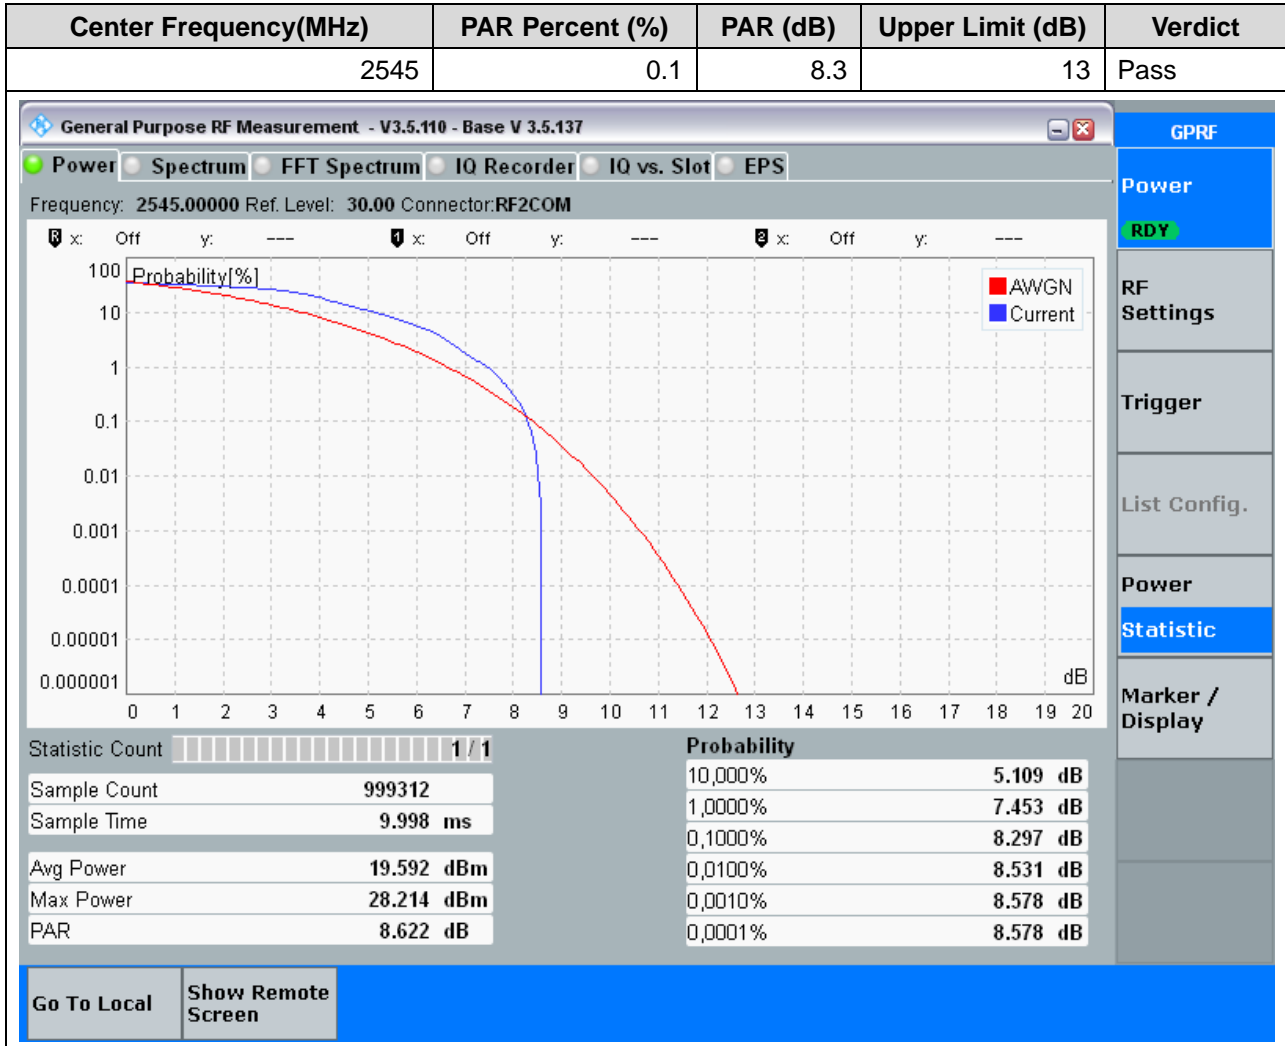 Center Frequency(MHz) PAR Percent (%) PAR (dB) Upper Limit (dB) Verdict
2545 0.1 8.3 13 Pass
General Purpose RF Measurement - V3.5.110 - Base V 3.5.137
GPRF
Power Spectrum FFT Spectrum IQ Recorder IQ vs. Slot EPS
Frequency: 2545.00000 Ref. Level: 30.00 Connector:RF2COM
R x: Off y: --- 1 x: Off y: --- 2 x: Off y: ---
Probability[%]
AWGN
Current
100
10
1
0.1
0.01
0.001
0.0001
0.00001
0.000001
dB
0 1 2 3 4 5 6 7 8 9 10 11 12 13 14 15 16 17 18 19 20
Statistic Count 1 / 1
Sample Count 999312
Sample Time 9.998 ms
Avg Power 19.592 dBm
Max Power 28.214 dBm
PAR 8.622 dB
Probability
10,000% 5.109 dB
1,0000% 7.453 dB
0,1000% 8.297 dB
0,0100% 8.531 dB
0,0010% 8.578 dB
0,0001% 8.578 dB
Power
RDY
RF
Settings
Trigger
List Config.
Power
Statistic
Marker /
Display
Go To Local
Show Remote
Screen